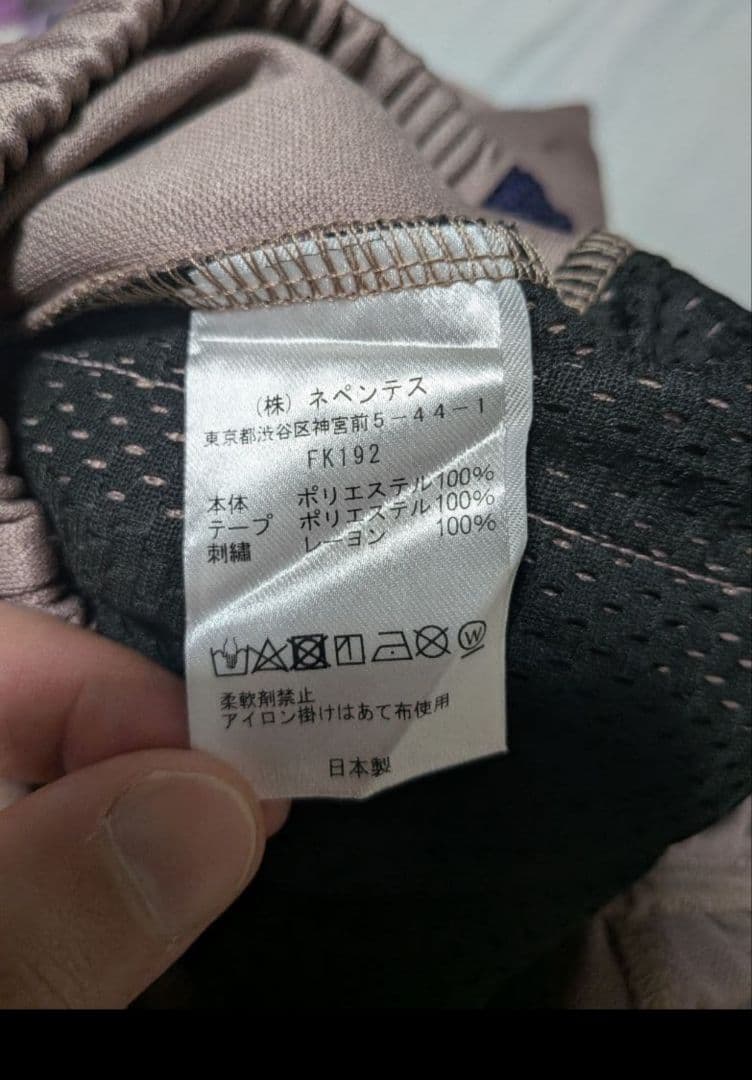 (株) ネペンテス
東京都渋谷区神宮前5-44-1
FK192
本体 ポリエステル100%
テープ ポリエステル100%
刺繍 レーヨン 100%
W
柔軟剤禁止
アイロン掛けはあて布使用
日本製